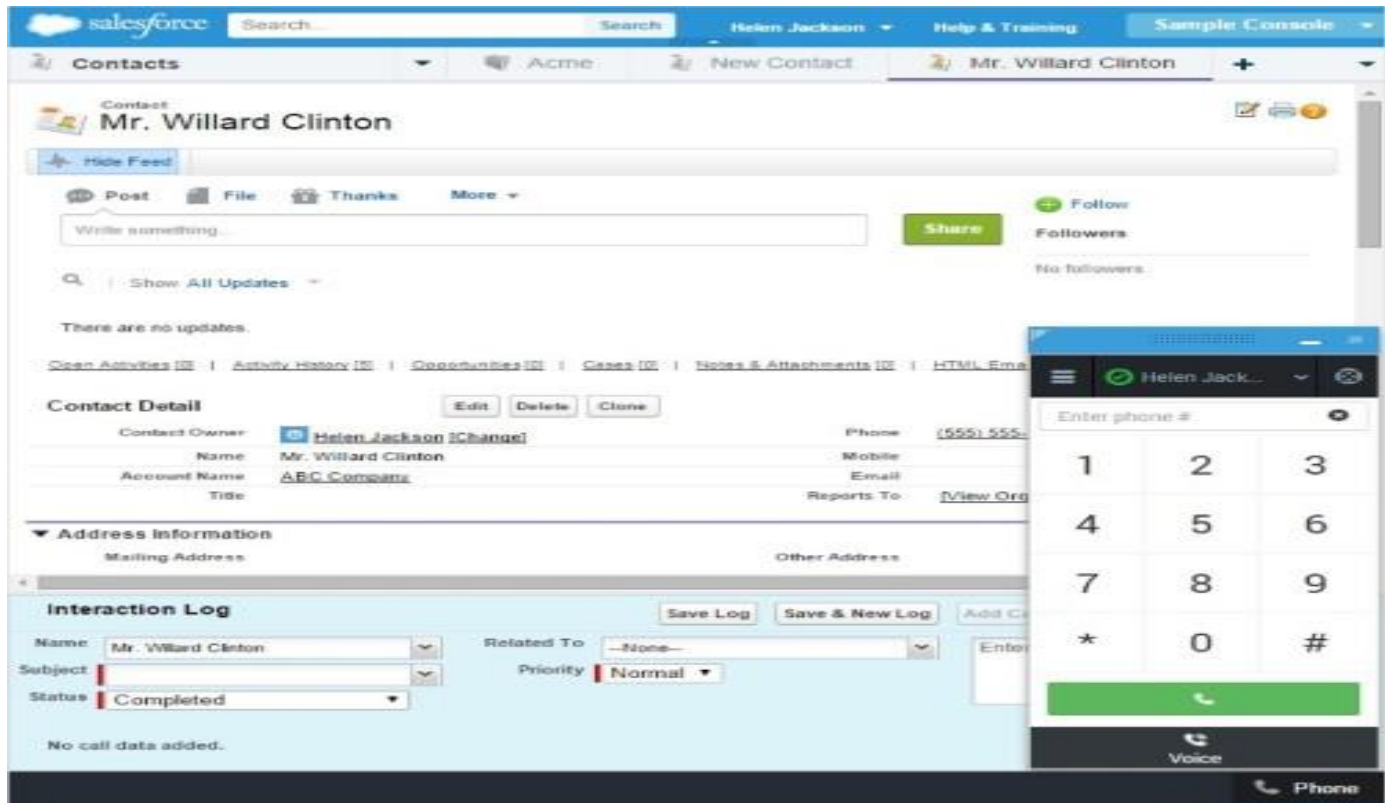 salesforce Search... Search Helen Jackson Help & Training Sample Console
Contacts Acme New Contact Mr. Willard Clinton
Contact
Mr. Willard Clinton
Hide Feed
Post File Thanks More
Write something... Share
Follow
Followers
No followers.
Show All Updates
There are no updates.
Open Activities [0] | Activity History [5] | Opportunities [0] | Cases [0] | Notes & Attachments [0] | HTML Ema
Contact Detail Edit Delete Clone
Contact Owner Helen Jackson [Change] Phone (555) 555-
Name Mr. Willard Clinton Mobile
Account Name ABC Company Email
Title Reports To [View Org
Address Information
Mailing Address Other Address
Interaction Log Save Log Save & New Log Add C
Name Mr. Willard Clinton Related To --None-- Enter
Subject Priority Normal
Status Completed
No call data added.
Helen Jack...
Enter phone #
1 2 3
4 5 6
7 8 9
* 0 #
Voice
Phone